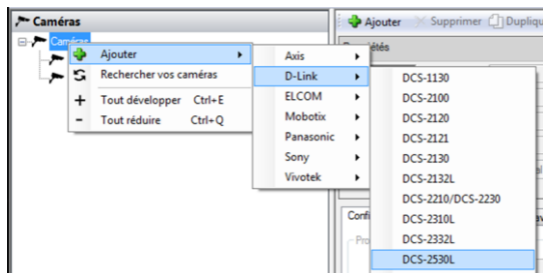 Caméras
Ajouter Supprimer Dupliqu
Caméras
Ajouter
Rechercher vos caméras
Tout développer Ctrl+E
Tout réduire Ctrl+Q
Axis
D-Link
ELCOM
Mobotix
Panasonic
Sony
Vivotek
DCS-1130
DCS-2100
DCS-2120
DCS-2121
DCS-2130
DCS-2132L
DCS-2210/DCS-2230
DCS-2310L
DCS-2332L
DCS-2530L
Confi
Pro